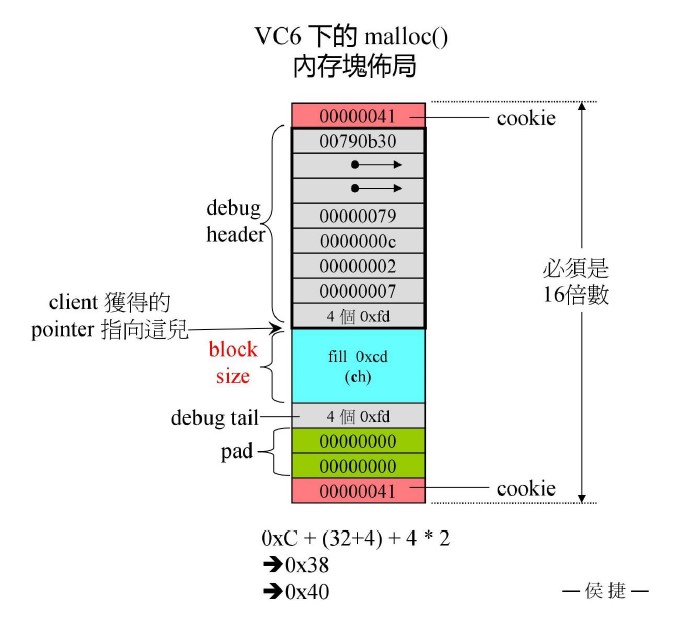 VC6 下的 malloc()
內存塊佈局
00000041
cookie
00790b30
debug
header
00000079
0000000c
00000002
00000007
4 個 0xfd
必須是
16倍數
client 獲得的
pointer 指向這兒
block
size
fill 0xcd
(ch)
debug tail
4 個 0xfd
pad
00000000
00000000
00000041
cookie
0xC + (32+4) + 4 * 2
➔0x38
➔0x40
— 侯 捷 —